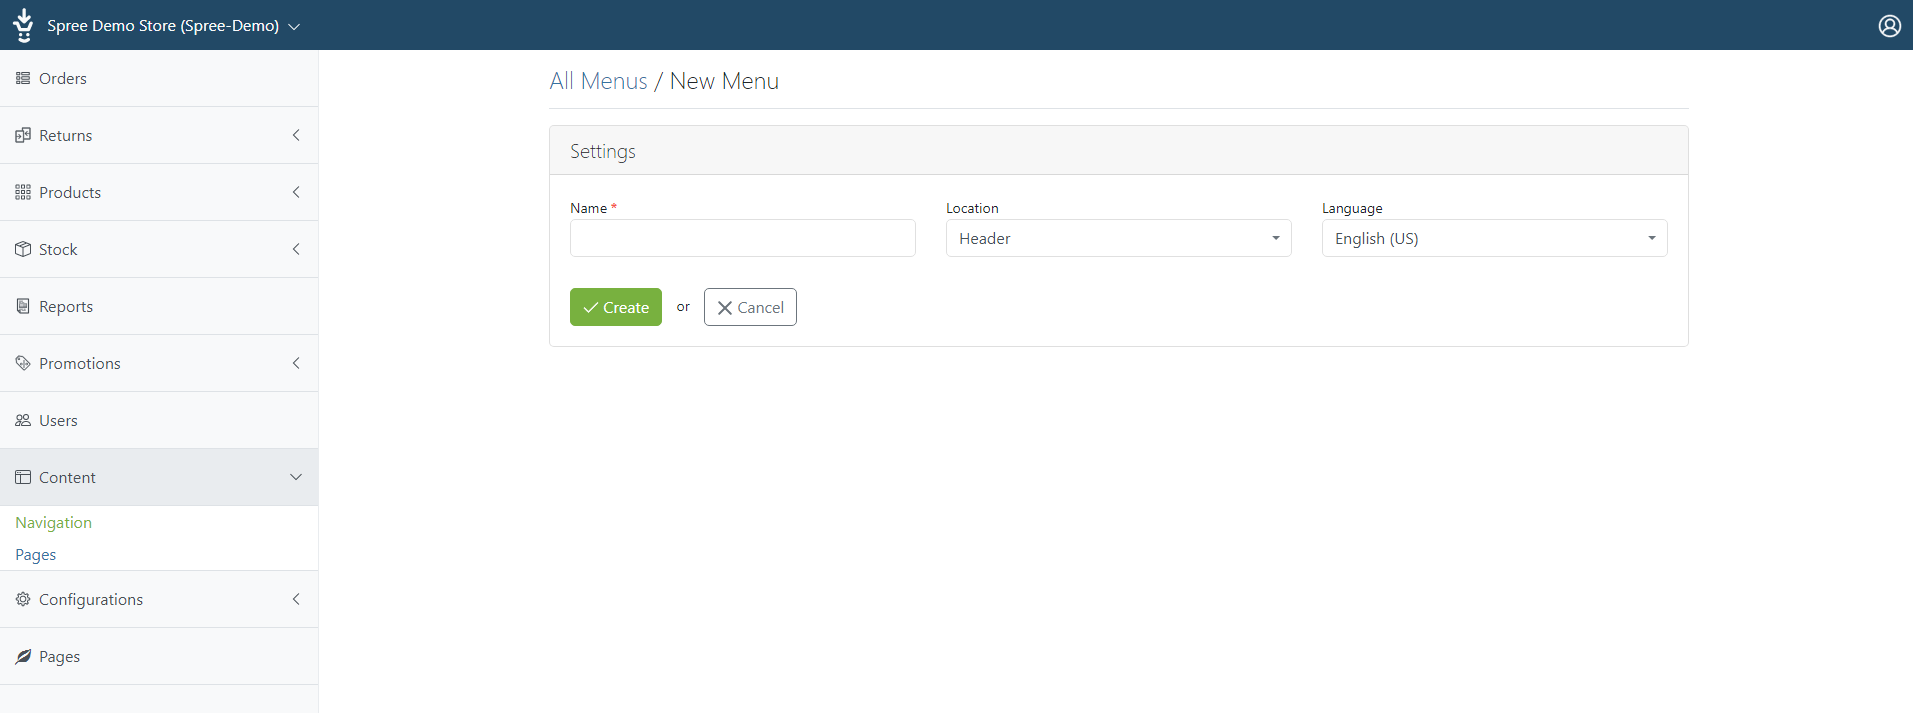 Spree Demo Store (Spree-Demo)
Orders
Returns
Products
Stock
Reports
Promotions
Users
Content
Navigation
Pages
Configurations
Pages
All Menus / New Menu
Settings
Name * Location Language
Header English (US)
Create or Cancel